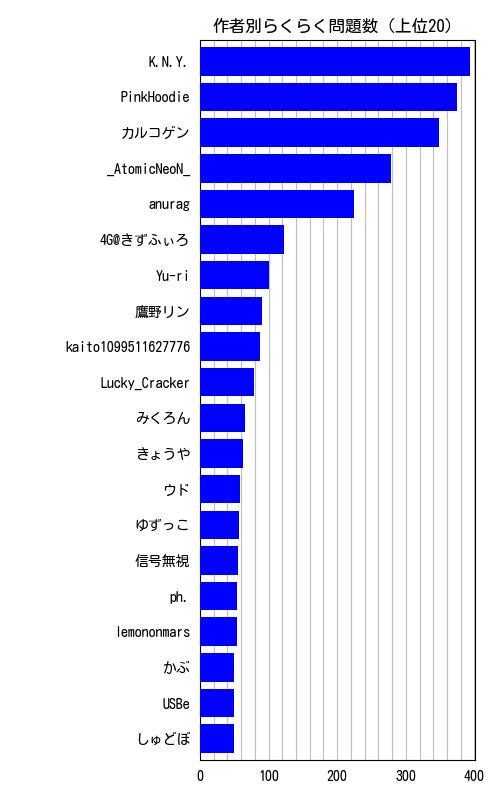 作者別らくらく問題数（上位20）
K.N.Y.
PinkHoodie
カルコゲン
_AtomicNeoN_
anurag
4G@きずふぃろ
Yu-ri
鷹野リン
kaito1099511627776
Lucky_Cracker
みくろん
きょうや
ウド
ゆずっこ
信号無視
ph.
lemononmars
かぶ
USBe
しゅどぼ
0 100 200 300 400